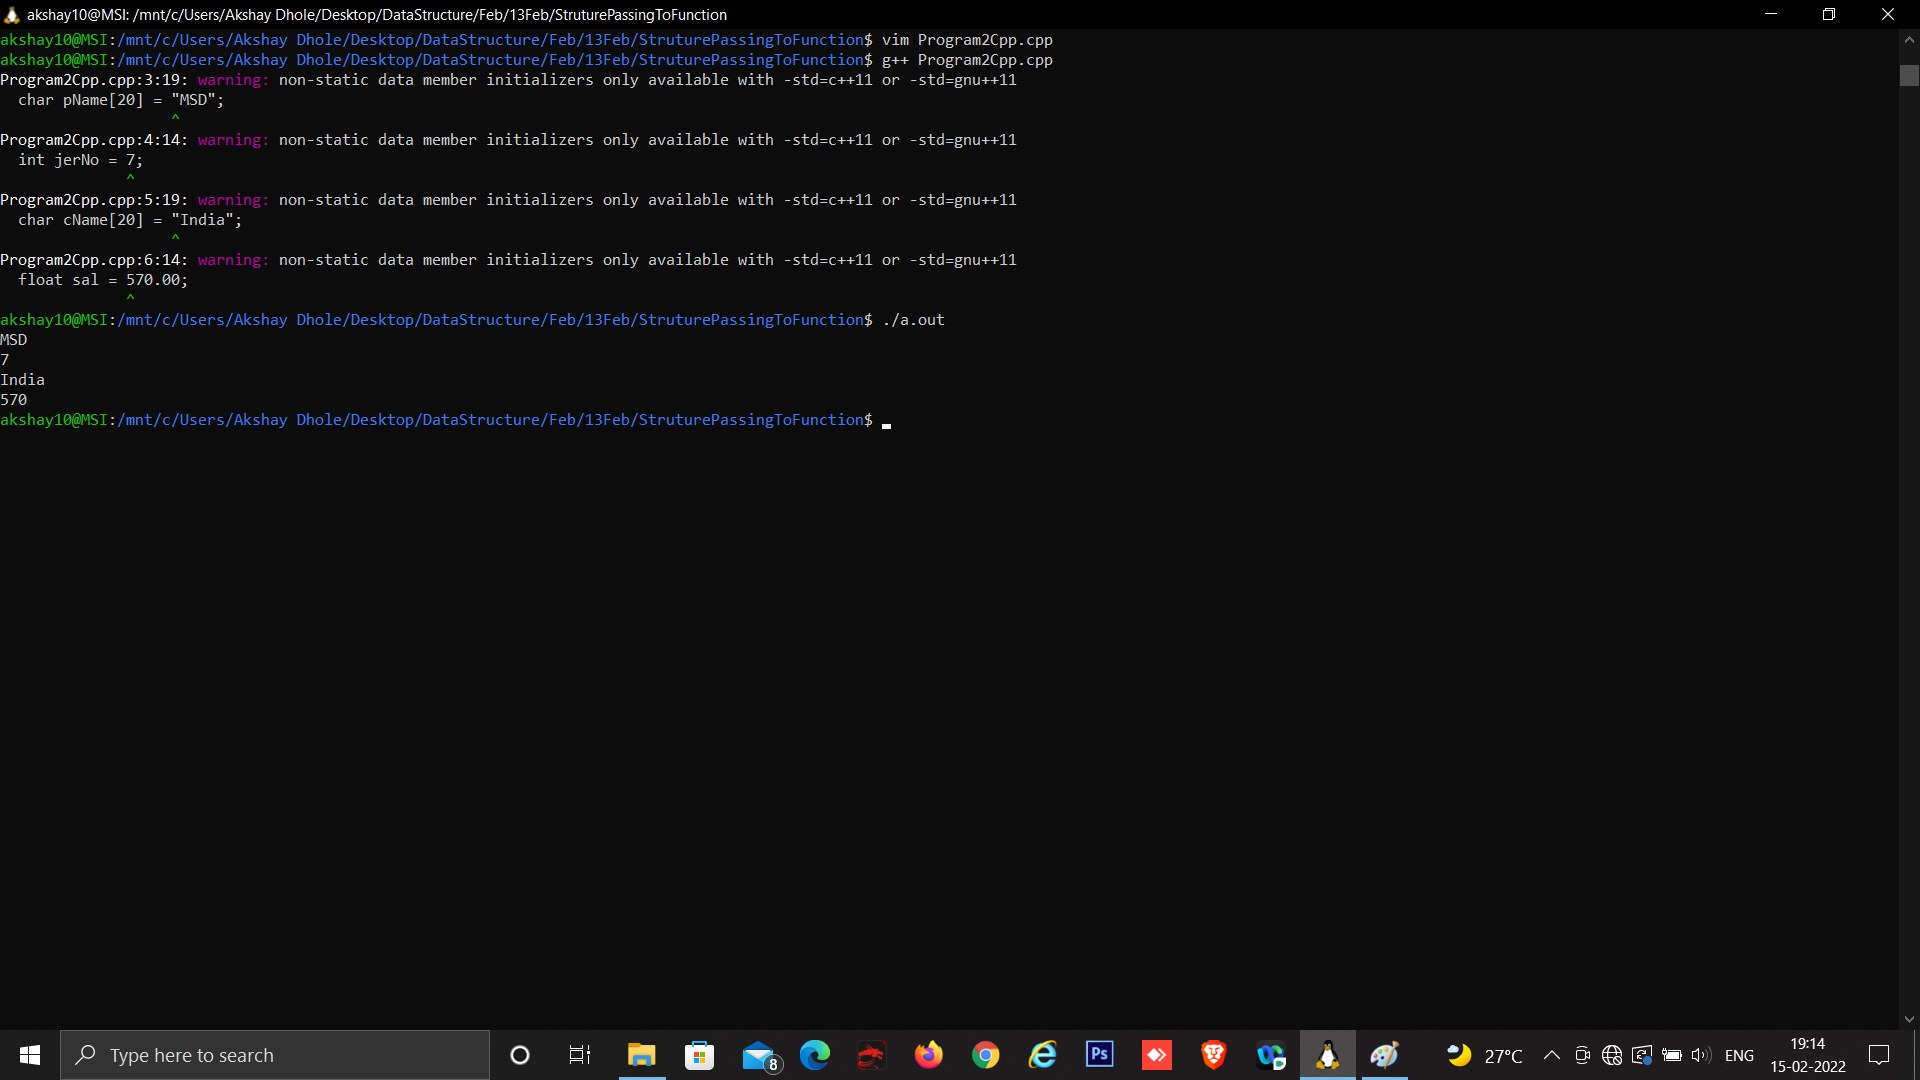 akshay10@MSI: /mnt/c/Users/Akshay Dhole/Desktop/DataStructure/Feb/13Feb/StruturePassingToFunction
akshay10@MSI:/mnt/c/Users/Akshay Dhole/Desktop/DataStructure/Feb/13Feb/StruturePassingToFunction$ vim Program2Cpp.cpp
akshay10@MSI:/mnt/c/Users/Akshay Dhole/Desktop/DataStructure/Feb/13Feb/StruturePassingToFunction$ g++ Program2Cpp.cpp
Program2Cpp.cpp:3:19: warning: non-static data member initializers only available with -std=c++11 or -std=gnu++11
  char pName[20] = "MSD";
                   ^
Program2Cpp.cpp:4:14: warning: non-static data member initializers only available with -std=c++11 or -std=gnu++11
  int jerNo = 7;
              ^
Program2Cpp.cpp:5:19: warning: non-static data member initializers only available with -std=c++11 or -std=gnu++11
  char cName[20] = "India";
                   ^
Program2Cpp.cpp:6:14: warning: non-static data member initializers only available with -std=c++11 or -std=gnu++11
  float sal = 570.00;
              ^
akshay10@MSI:/mnt/c/Users/Akshay Dhole/Desktop/DataStructure/Feb/13Feb/StruturePassingToFunction$ ./a.out
MSD
7
India
570
akshay10@MSI:/mnt/c/Users/Akshay Dhole/Desktop/DataStructure/Feb/13Feb/StruturePassingToFunction$
Type here to search
8
Ps
27°C
ENG
19:14
15-02-2022